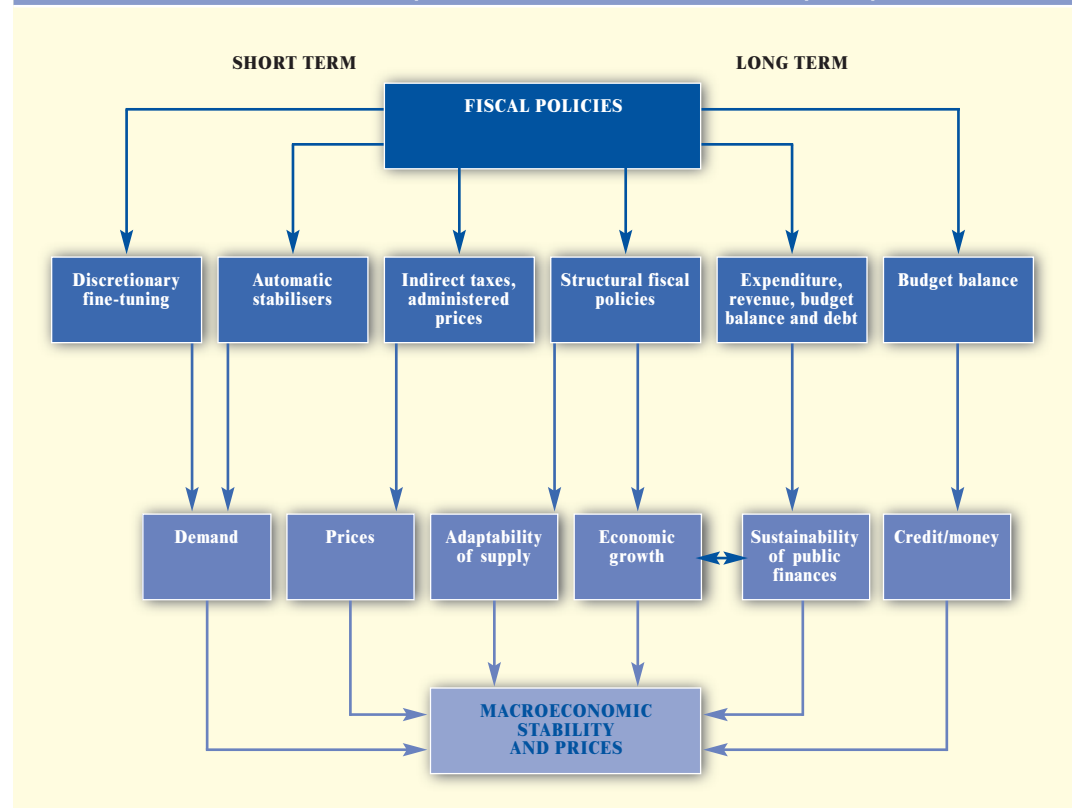 SHORT TERM
LONG TERM
FISCAL POLICIES
Discretionary
fine-tuning
Automatic
stabilisers
Indirect taxes,
administered
prices
Structural fiscal
policies
Expenditure,
revenue, budget
balance and debt
Budget balance
Demand
Prices
Adaptability
of supply
Economic
growth
Sustainability
of public
finances
Credit/money
MACROECONOMIC
STABILITY
AND PRICES